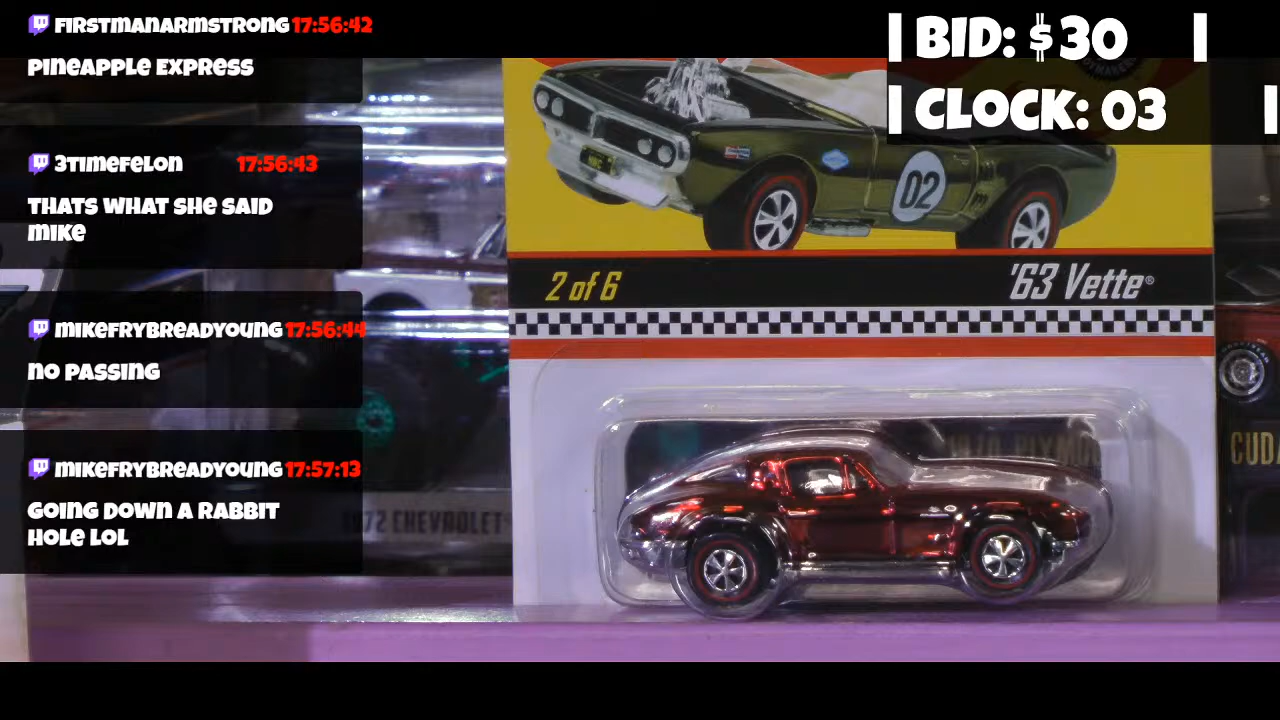 FIRSTMANARMSTRONG 17:56:42
PINEAPPLE EXPRESS
3TIMEFELON 17:56:43
THATS WHAT SHE SAID
MIKE
MIKEFRYBREADYOUNG 17:56:44
NO PASSING
MIKEFRYBREADYOUNG 17:57:13
GOING DOWN A RABBIT
HOLE LOL
| BID: $30 |
| CLOCK: 03 |
02
2 of 6
'63 Vette®
1972 CHEVROLET
1970 PLYMO
CUDA